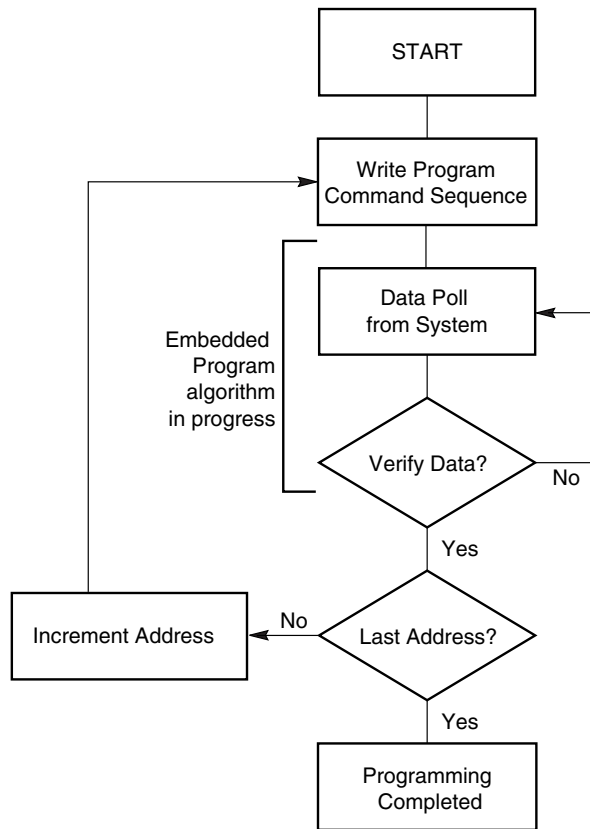 START
Write Program
Command Sequence
Data Poll
from System
Embedded
Program
algorithm
in progress
Verify Data?
No
Yes
Last Address?
No
Increment Address
Yes
Programming
Completed